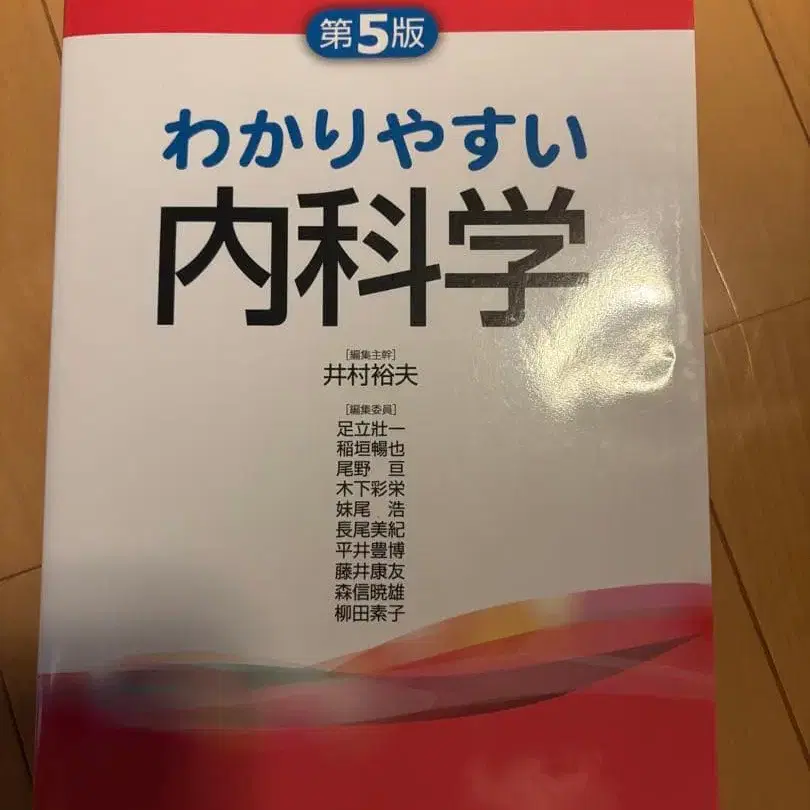 第5版
わかりやすい
内科学
[編集主幹]
井村裕夫
[編集委員]
足立壯一
稲垣暢也
尾野 亘
木下彩栄
妹尾 浩
長尾美紀
平井豊博
藤井康友
森信暁雄
柳田素子